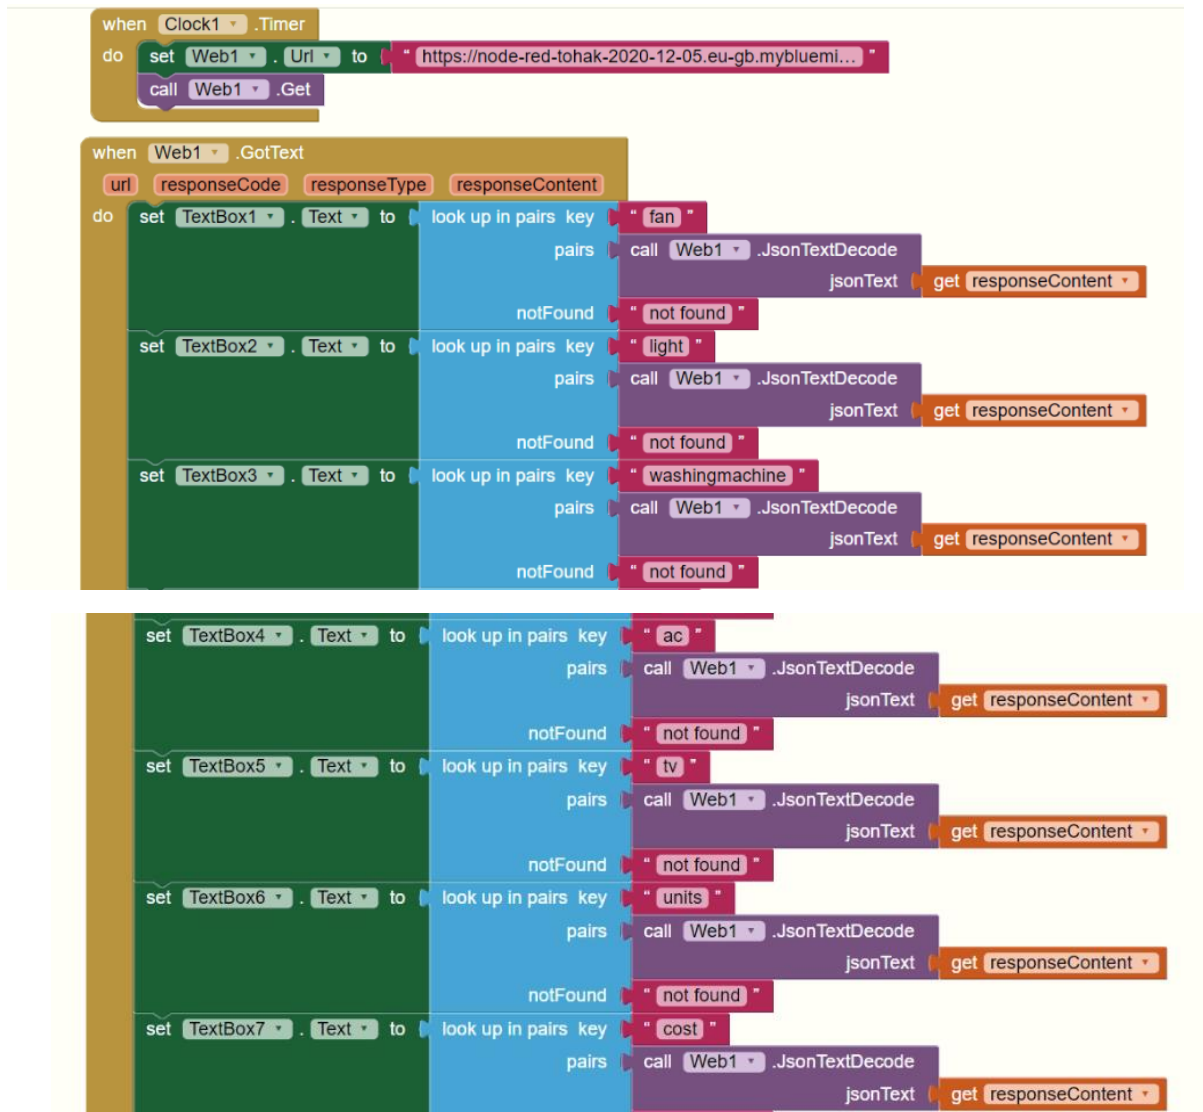 when Clock1 .Timer
do set Web1 . Url to " https://node-red-tohak-2020-12-05.eu-gb.mybluemi... "
call Web1 .Get
when Web1 .GotText
url responseCode responseType responseContent
do set TextBox1 . Text to look up in pairs key " fan "
pairs call Web1 .JsonTextDecode
jsonText get responseContent
notFound " not found "
set TextBox2 . Text to look up in pairs key " light "
pairs call Web1 .JsonTextDecode
jsonText get responseContent
notFound " not found "
set TextBox3 . Text to look up in pairs key " washingmachine "
pairs call Web1 .JsonTextDecode
jsonText get responseContent
notFound " not found "
set TextBox4 . Text to look up in pairs key " ac "
pairs call Web1 .JsonTextDecode
jsonText get responseContent
notFound " not found "
set TextBox5 . Text to look up in pairs key " tv "
pairs call Web1 .JsonTextDecode
jsonText get responseContent
notFound " not found "
set TextBox6 . Text to look up in pairs key " units "
pairs call Web1 .JsonTextDecode
jsonText get responseContent
notFound " not found "
set TextBox7 . Text to look up in pairs key " cost "
pairs call Web1 .JsonTextDecode
jsonText get responseContent